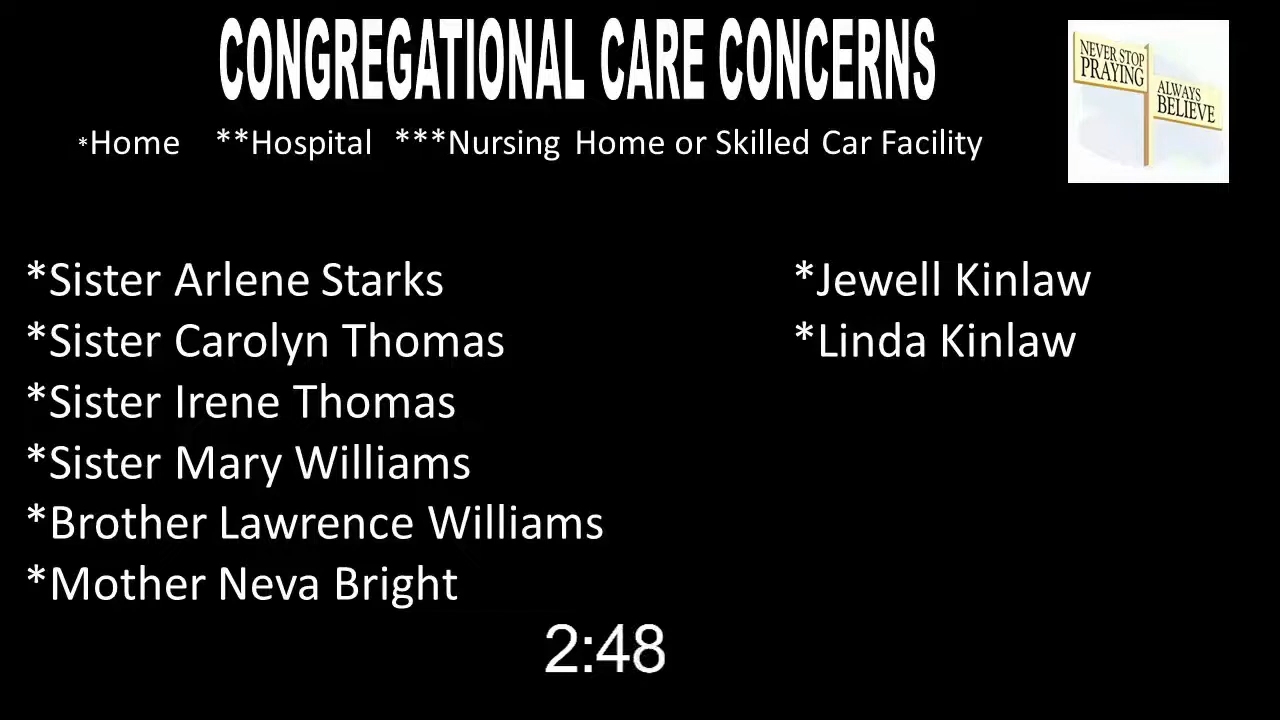 CONGREGATIONAL CARE CONCERNS
NEVER STOP
PRAYING
ALWAYS
BELIEVE
*Home **Hospital ***Nursing Home or Skilled Car Facility
*Sister Arlene Starks
*Sister Carolyn Thomas
*Sister Irene Thomas
*Sister Mary Williams
*Brother Lawrence Williams
*Mother Neva Bright
*Jewell Kinlaw
*Linda Kinlaw
2:48